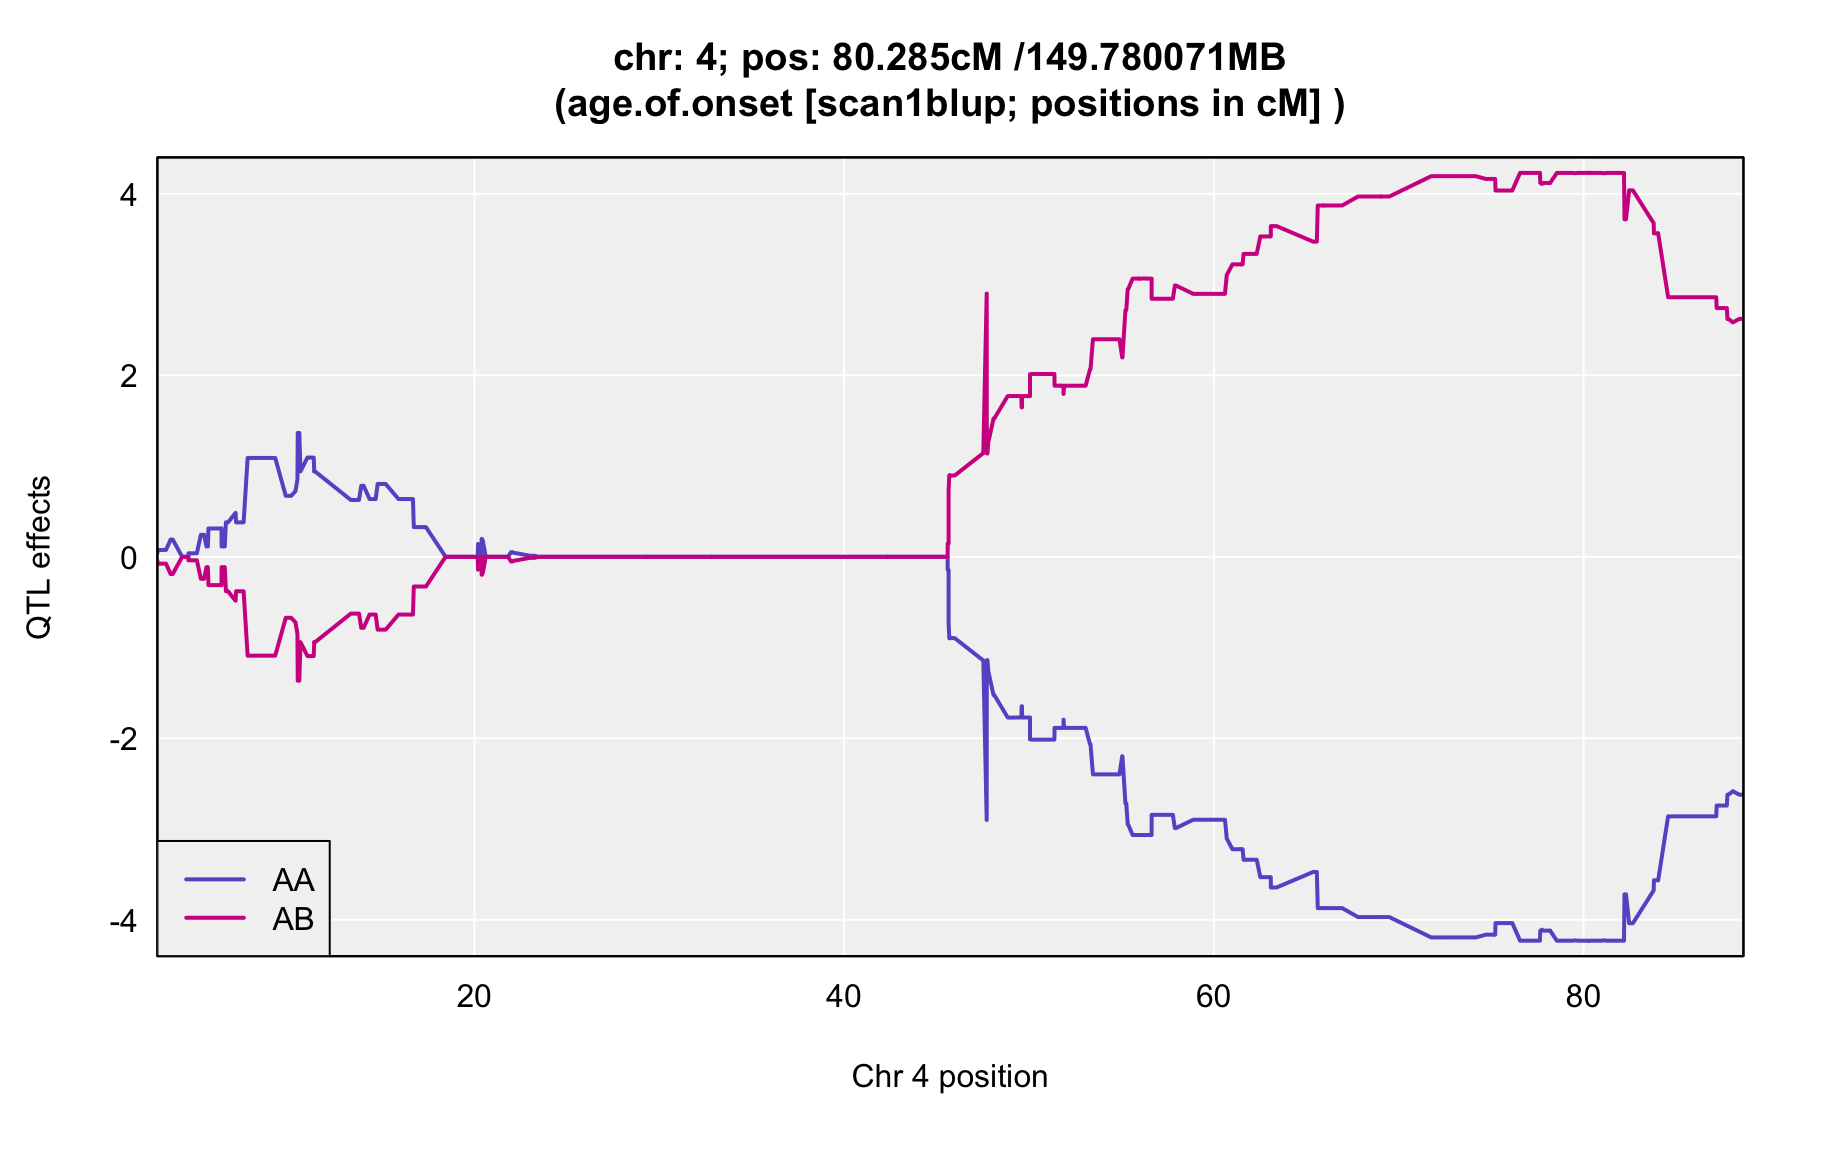 chr: 4; pos: 80.285cM /149.780071MB
(age.of.onset [scan1blup; positions in cM] )
QTL effects
4
2
0
-2
-4
AA
AB
20 40 60 80
Chr 4 position